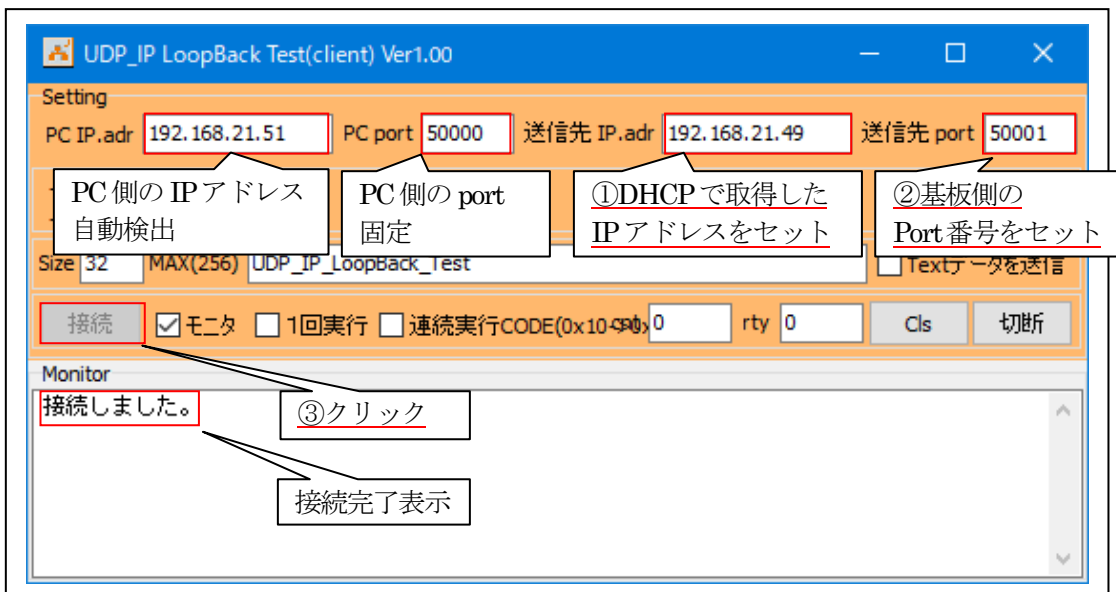 UDP_IP LoopBack Test(client) Ver1.00
Setting
PC IP.adr 192.168.21.51 PC port 50000 送信先 IP.adr 192.168.21.49 送信先 port 50001
PC側のIPアドレス
自動検出
PC側のport
固定
①DHCPで取得した
IPアドレスをセット
②基板側の
Port番号をセット
Size 32 MAX(256) UDP_IP_LoopBack_Test Textデータを送信
接続 モニタ 1回実行 連続実行CODE(0x10 0 rty 0 Cls 切断
Monitor
接続しました。
③クリック
接続完了表示